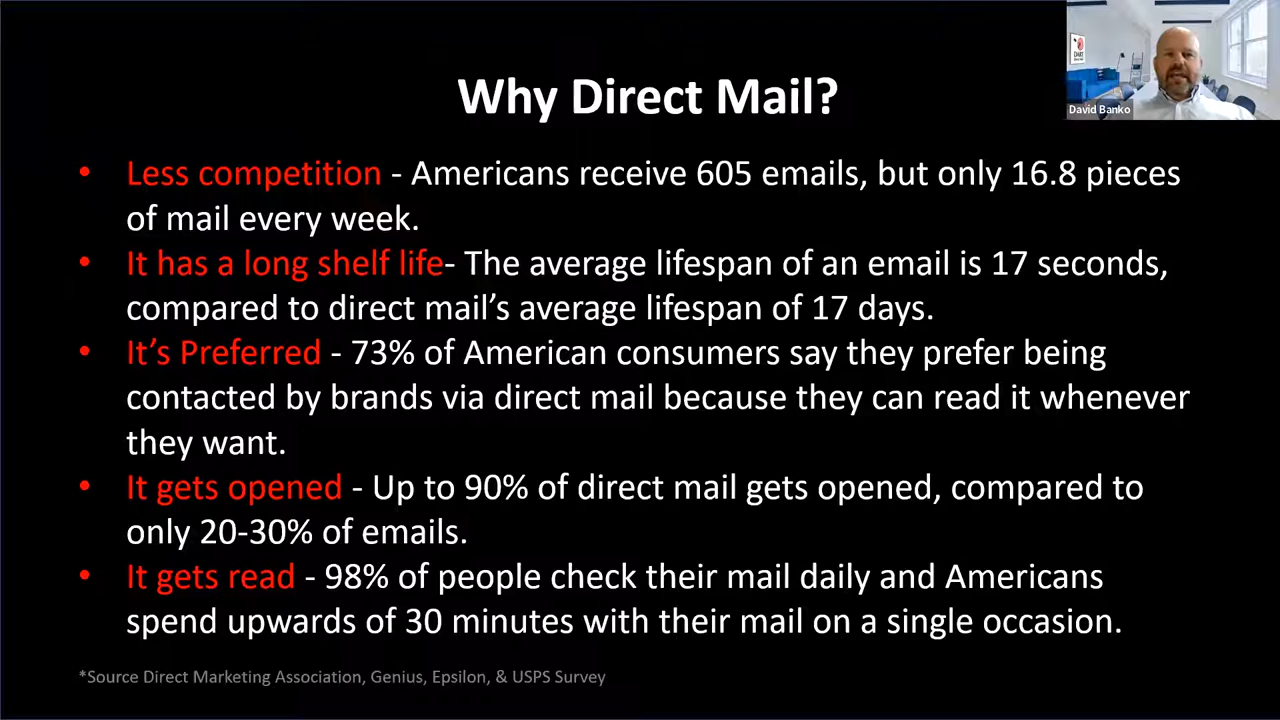 Why Direct Mail?
David Banko
• Less competition - Americans receive 605 emails, but only 16.8 pieces
of mail every week.
• It has a long shelf life- The average lifespan of an email is 17 seconds,
compared to direct mail’s average lifespan of 17 days.
• It’s Preferred - 73% of American consumers say they prefer being
contacted by brands via direct mail because they can read it whenever
they want.
• It gets opened - Up to 90% of direct mail gets opened, compared to
only 20-30% of emails.
• It gets read - 98% of people check their mail daily and Americans
spend upwards of 30 minutes with their mail on a single occasion.
*Source Direct Marketing Association, Genius, Epsilon, & USPS Survey